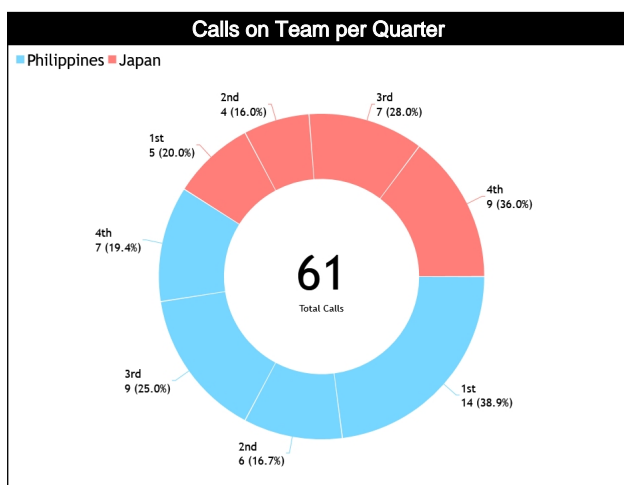 Calls on Team per Quarter
Philippines Japan
2nd
4 (16.0%)
3rd
7 (28.0%)
1st
5 (20.0%)
4th
9 (36.0%)
4th
7 (19.4%)
61
Total Calls
3rd
9 (25.0%)
1st
14 (38.9%)
2nd
6 (16.7%)